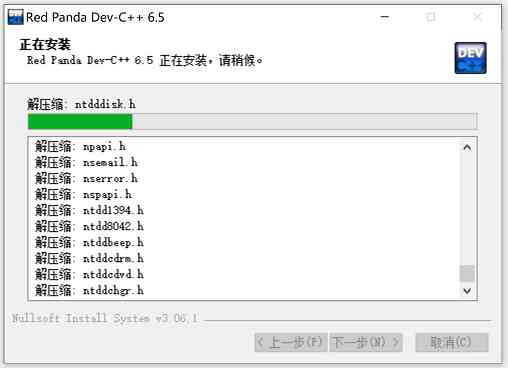 Red Panda Dev-C++ 6.5
正在安装
Red Panda Dev-C++ 6.5 正在安装，请稍候。
DEV
C++
解压缩: ntdddisk.h
解压缩: npapi.h
解压缩: nsemail.h
解压缩: nserror.h
解压缩: nspapi.h
解压缩: ntdd1394.h
解压缩: ntdd8042.h
解压缩: ntddbeep.h
解压缩: ntddcdrm.h
解压缩: ntddcdvd.h
解压缩: ntddchgr.h
Nullsoft Install System v3.06.1
< 上一步(P) 下一步(N) > 取消(C)